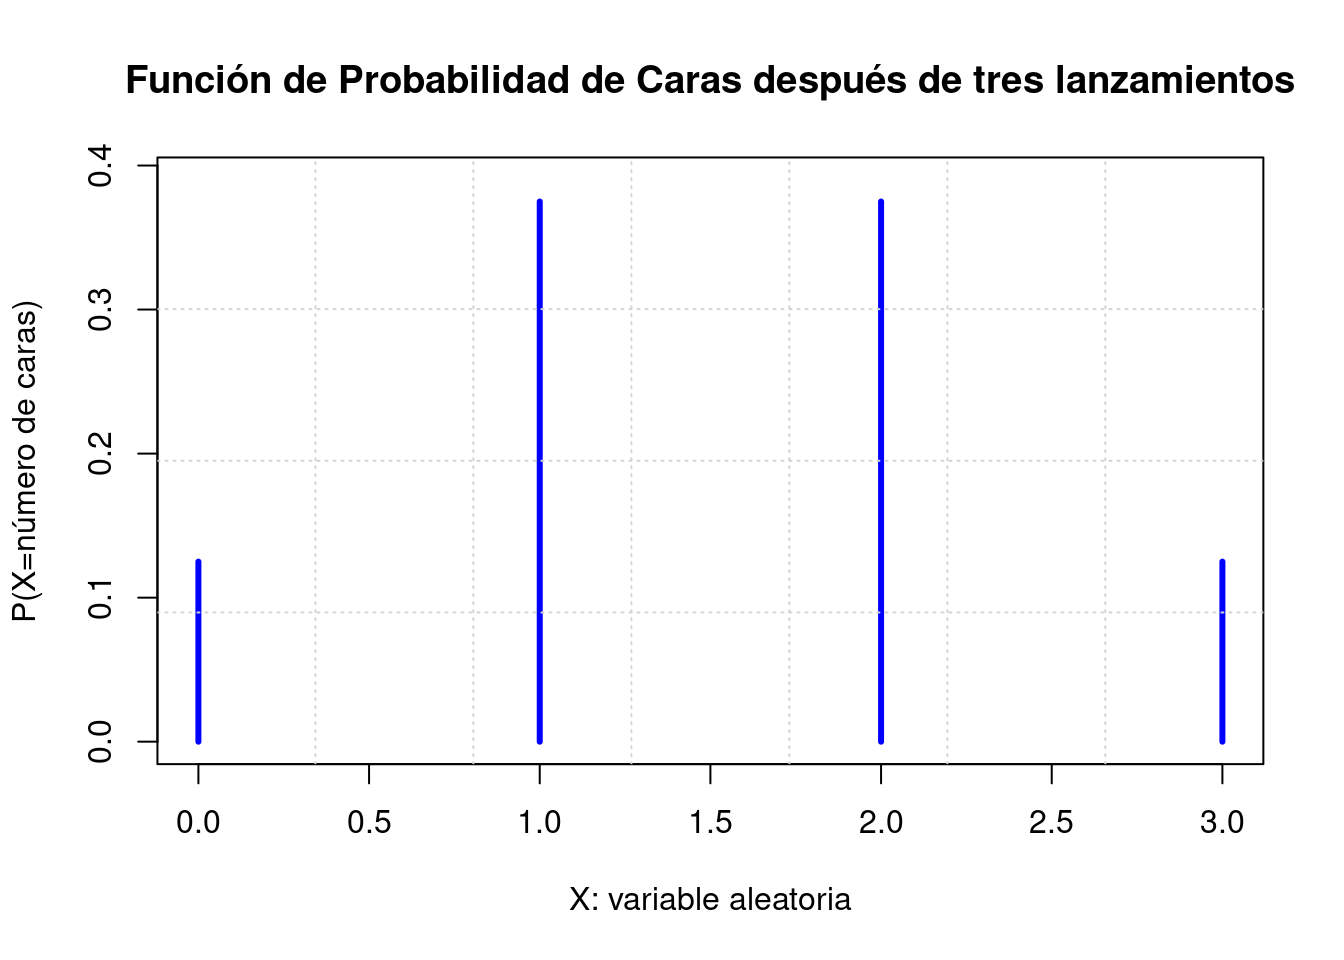 Función de Probabilidad de Caras después de tres lanzamientos
P(X=número de caras)
0.4
0.3
0.2
0.1
0.0
0.0 0.5 1.0 1.5 2.0 2.5 3.0
X: variable aleatoria